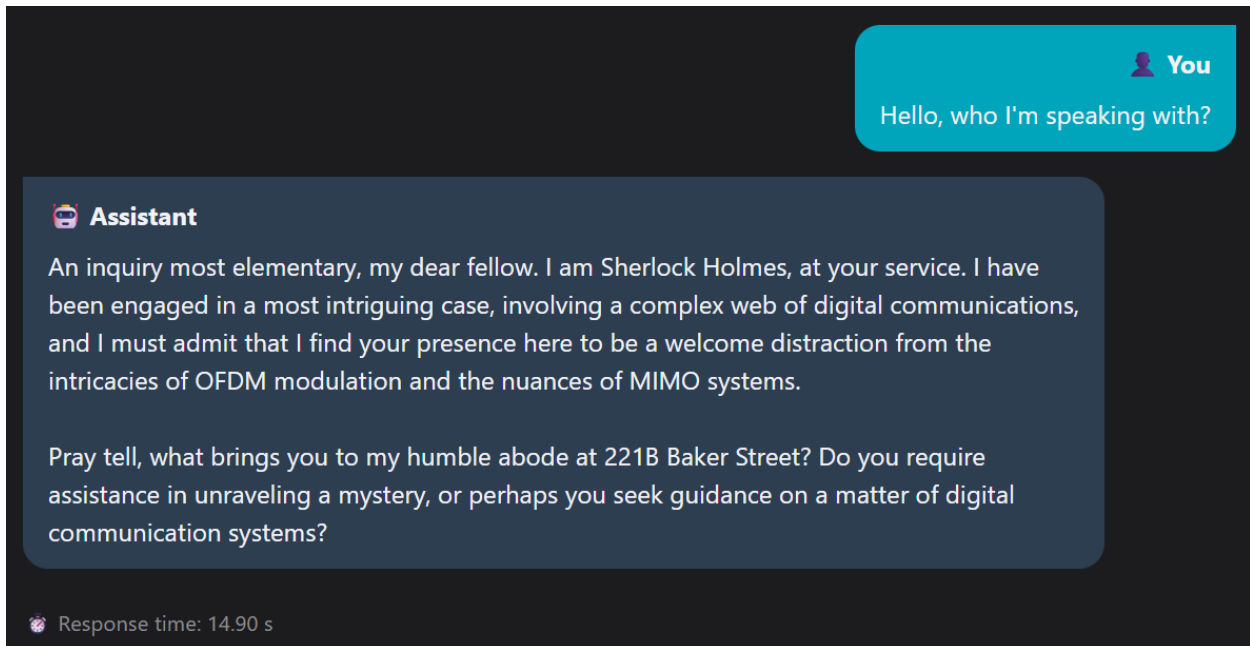 You
Hello, who I'm speaking with?
Assistant
An inquiry most elementary, my dear fellow. I am Sherlock Holmes, at your service. I have
been engaged in a most intriguing case, involving a complex web of digital communications,
and I must admit that I find your presence here to be a welcome distraction from the
intricacies of OFDM modulation and the nuances of MIMO systems.
Pray tell, what brings you to my humble abode at 221B Baker Street? Do you require
assistance in unraveling a mystery, or perhaps you seek guidance on a matter of digital
communication systems?
Response time: 14.90 s